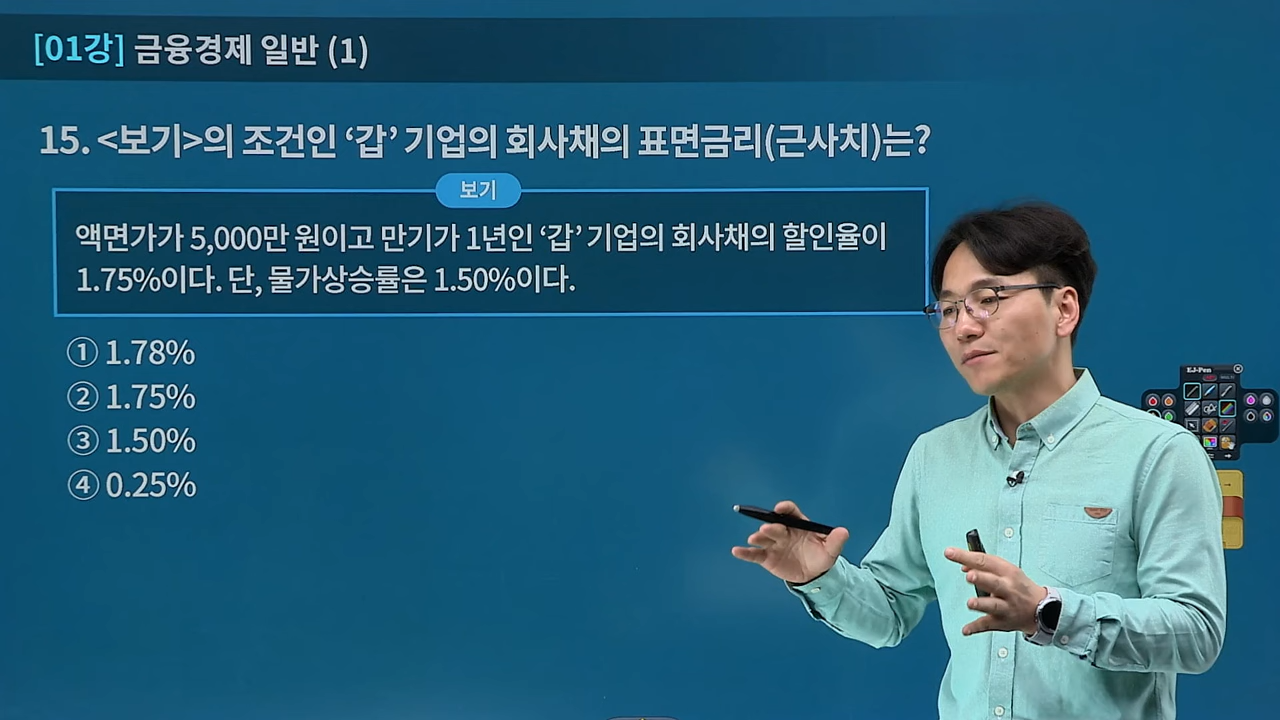 [01강] 금융경제 일반 (1)
15. <보기>의 조건인 ‘갑’ 기업의 회사채의 표면금리(근사치)는?
보기
액면가가 5,000만 원이고 만기가 1년인 ‘갑’ 기업의 회사채의 할인율이
1.75%이다. 단, 물가상승률은 1.50%이다.
① 1.78%
② 1.75%
③ 1.50%
④ 0.25%
EJ-Pen